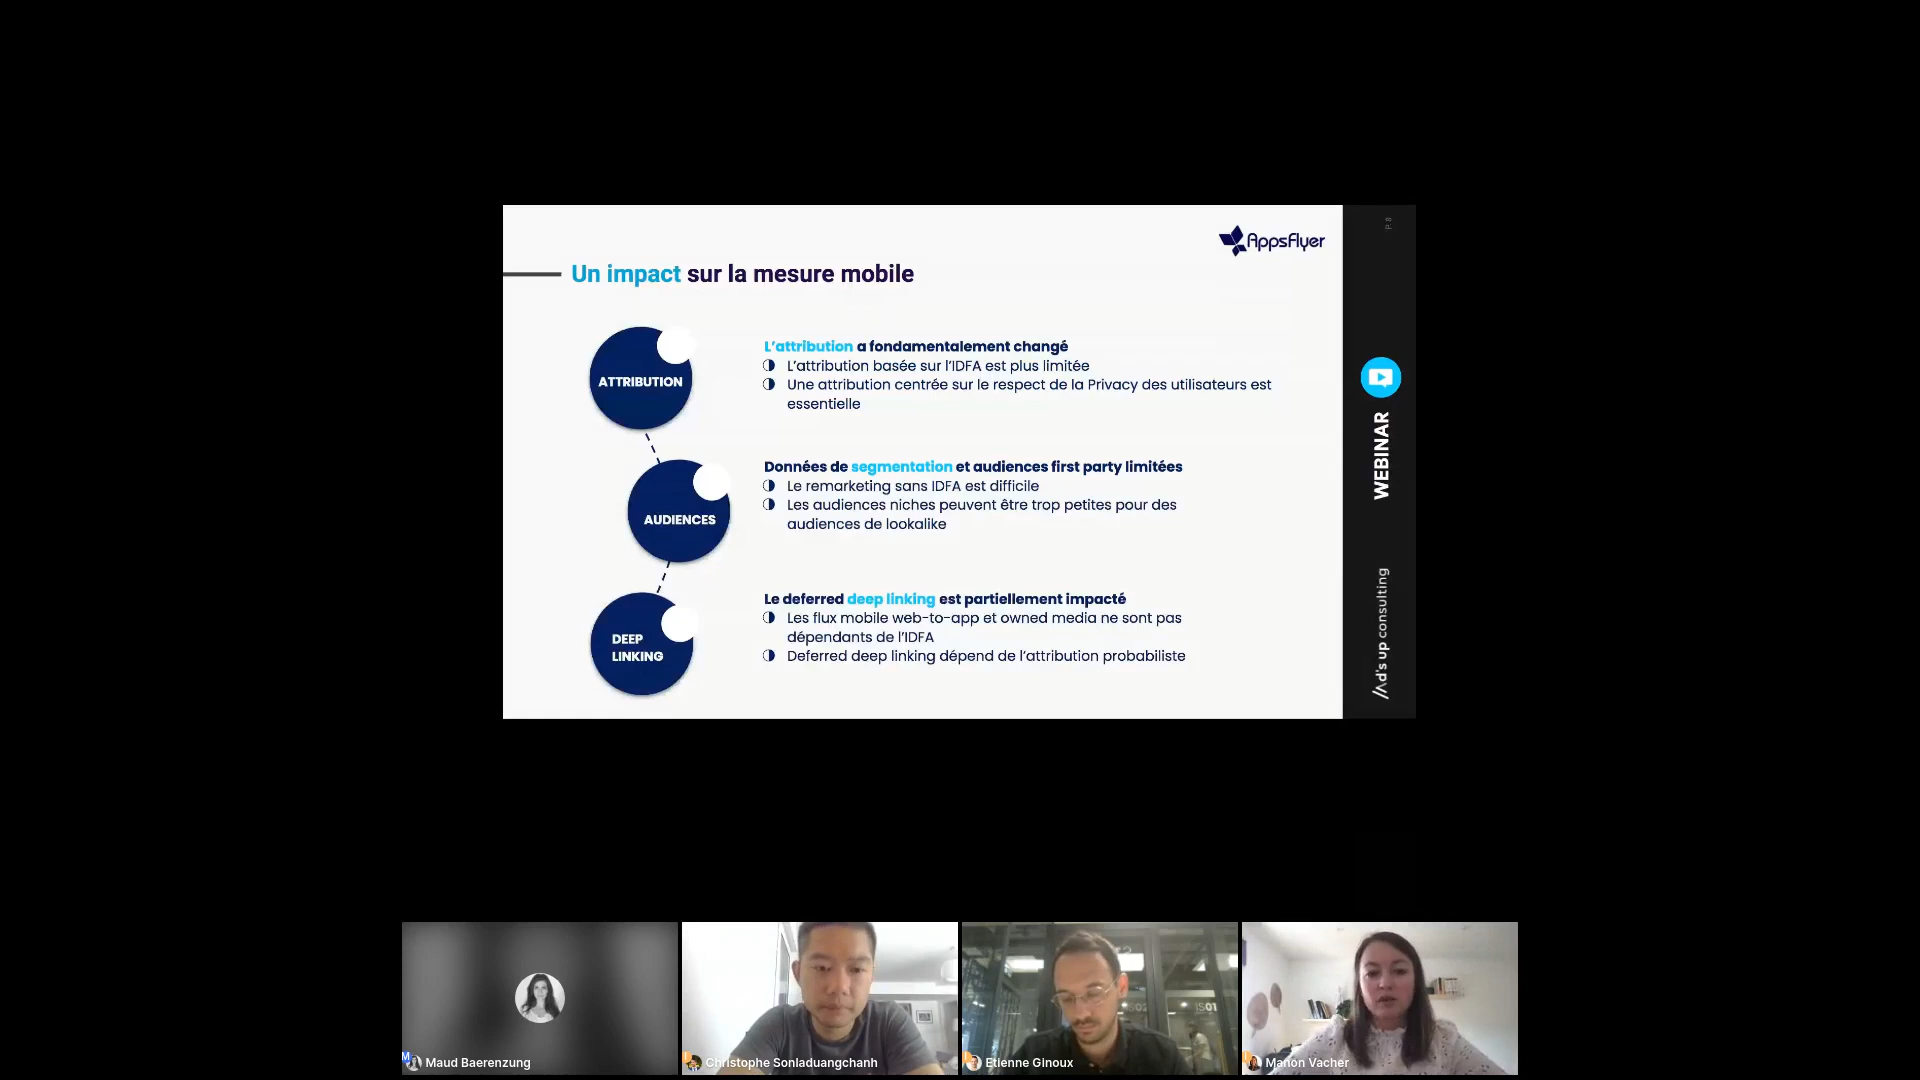 P. 8
AppsFlyer
Un impact sur la mesure mobile
ATTRIBUTION
L'attribution a fondamentalement changé
L'attribution basée sur l'IDFA est plus limitée
Une attribution centrée sur le respect de la Privacy des utilisateurs est
essentielle
AUDIENCES
Données de segmentation et audiences first party limitées
Le remarketing sans IDFA est difficile
Les audiences niches peuvent être trop petites pour des
audiences de lookalike
DEEP
LINKING
Le deferred deep linking est partiellement impacté
Les flux mobile web-to-app et owned media ne sont pas
dépendants de l'IDFA
Deferred deep linking dépend de l'attribution probabiliste
WEBINAR
//\d's up consulting
Maud Baerenzung
Christophe Sonladuangchanh
Etienne Ginoux
Manon Vacher